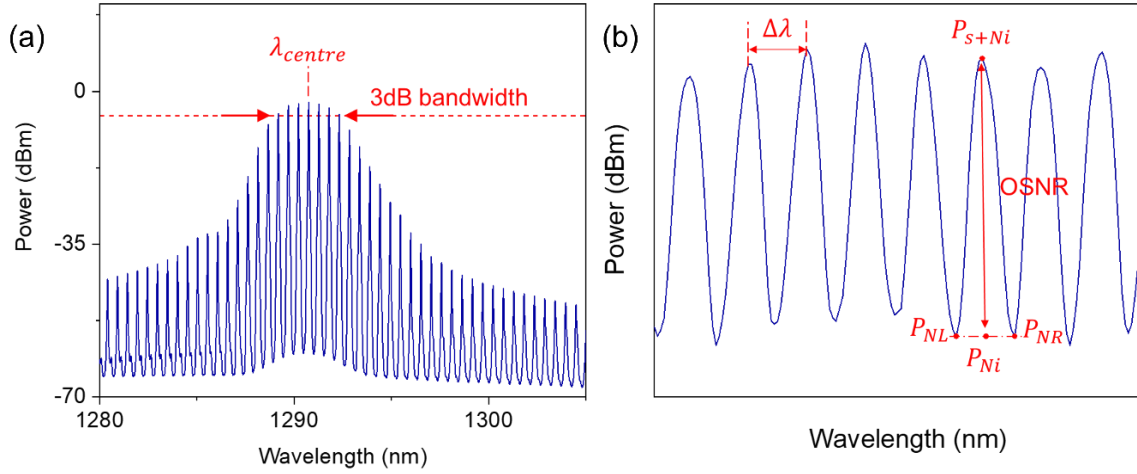 (a)
λcentre
0
3dB bandwidth
-35
-70
Power (dBm)
1280
1290
1300
Wavelength (nm)
(b)
Δλ
Ps+Ni
OSNR
PNL
PNR
PNi
Power (dBm)
Wavelength (nm)